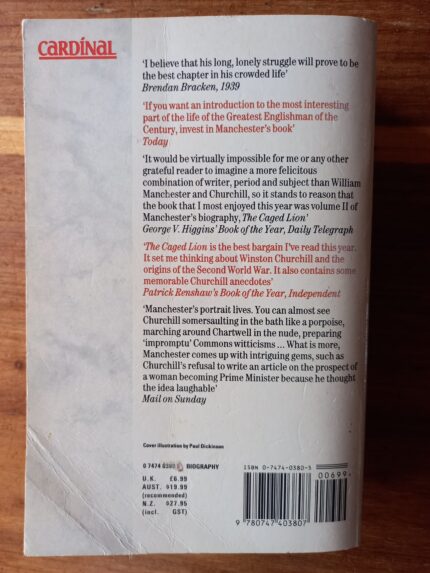 CARDINAL
‘I believe that his long, lonely struggle will prove to be
the best chapter in his crowded life’
Brendan Bracken, 1939
‘If you want an introduction to the most interesting
part of the life of the Greatest Englishman of the
Century, invest in Manchester’s book’
Today
‘It would be virtually impossible for me or any other
grateful reader to imagine a more felicitous
combination of writer, period and subject than William
Manchester and Churchill, so it stands to reason that
the book that I most enjoyed this year was volume II of
Manchester’s biography, The Caged Lion’
George V. Higgins’ Book of the Year, Daily Telegraph
‘The Caged Lion is the best bargain I’ve read this year.
It set me thinking about Winston Churchill and the
origins of the Second World War. It also contains some
memorable Churchill anecdotes’
Patrick Renshaw’s Book of the Year, Independent
‘Manchester’s portrait lives. You can almost see
Churchill somersaulting in the bath like a porpoise,
marching around Chartwell in the nude, preparing
‘impromptu’ Commons witticisms ... What is more,
Manchester comes up with intriguing gems, such as
Churchill’s refusal to write an article on the prospect of
a woman becoming Prime Minister because he thought
the idea laughable’
Mail on Sunday
Cover illustration by Paul Dickinson
0 7474 0380 BIOGRAPHY
U.K. £6.99
AUST. $19.99
(recommended)
N.Z. $27.95
(incl. GST)
ISBN 0-7474-0380-5
00699
9 780747 403807